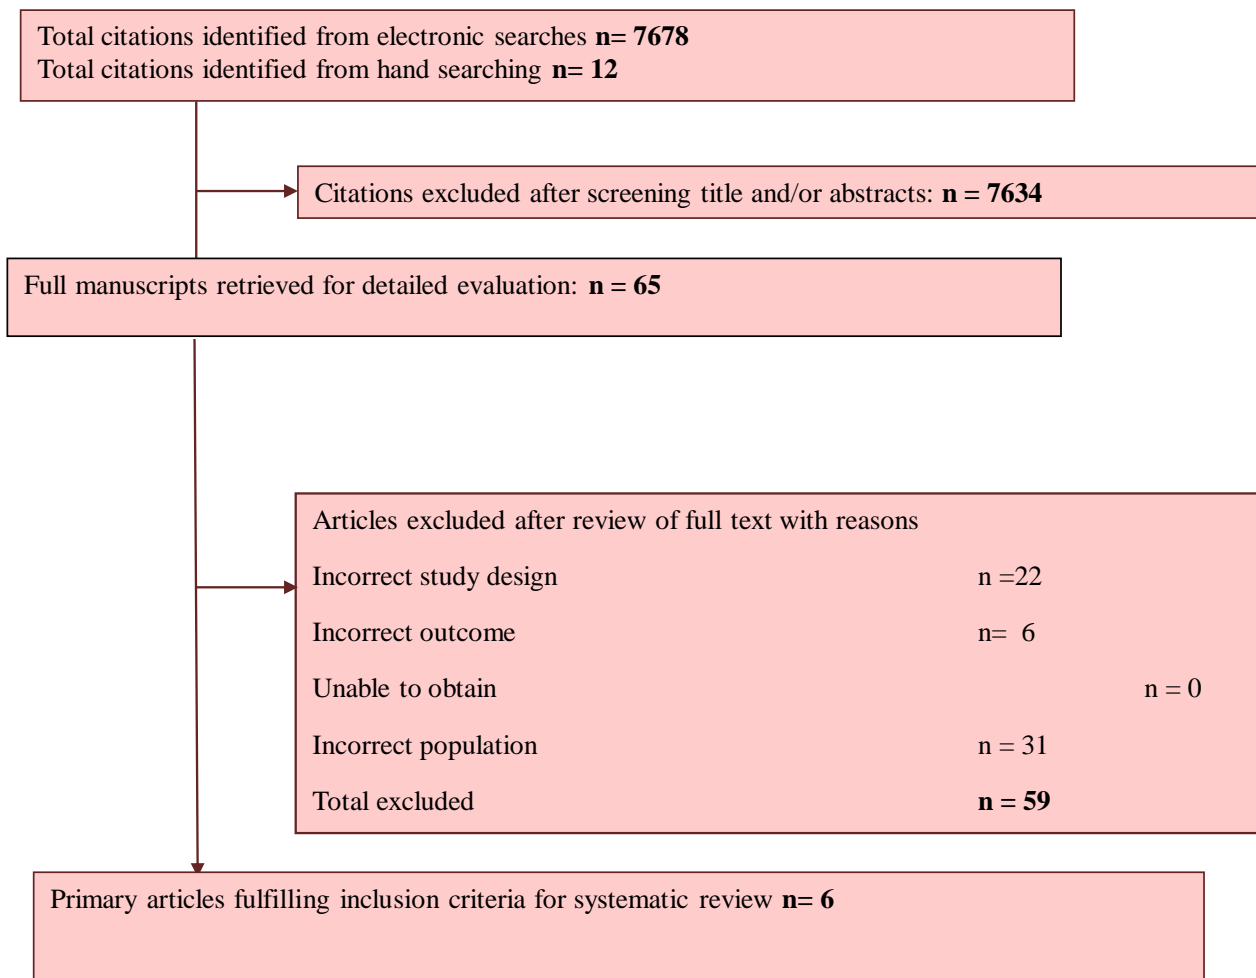 Total citations identified from electronic searches n= 7678
Total citations identified from hand searching n= 12
Citations excluded after screening title and/or abstracts: n = 7634
Full manuscripts retrieved for detailed evaluation: n = 65
Articles excluded after review of full text with reasons
Incorrect study design n =22
Incorrect outcome n= 6
Unable to obtain n = 0
Incorrect population n = 31
Total excluded n = 59
Primary articles fulfilling inclusion criteria for systematic review n= 6